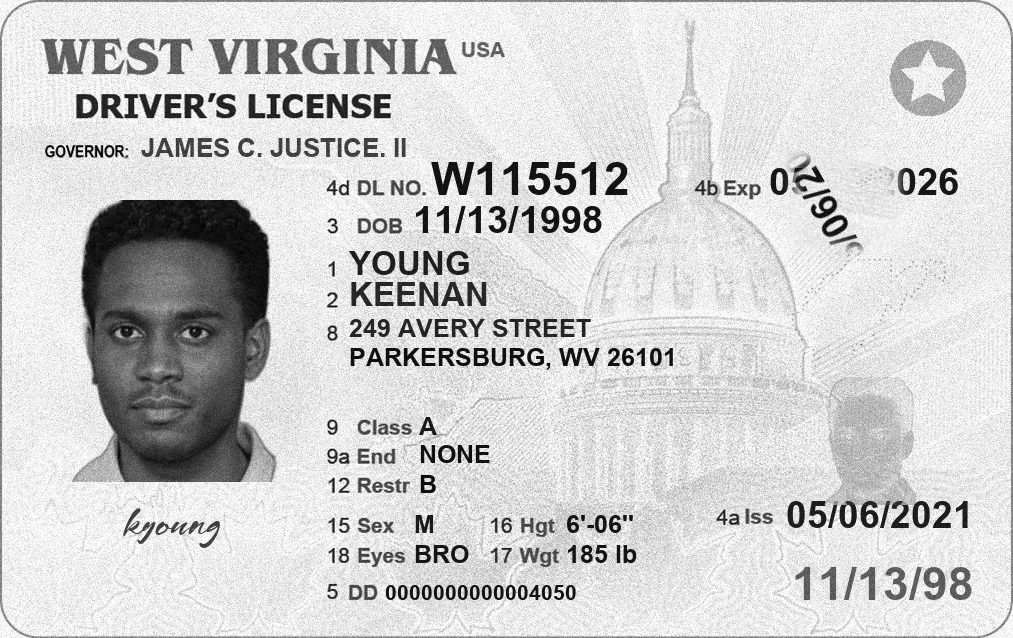 WEST VIRGINIA USA
DRIVER'S LICENSE
GOVERNOR: JAMES C. JUSTICE. II
4d DL NO. W115512 4b Exp 026
3 DOB 11/13/1998
1 YOUNG
2 KEENAN
8 249 AVERY STREET
PARKERSBURG, WV 26101
9 Class A
9a End NONE
12 Restr B
kyoung
15 Sex M 16 Hgt 6'-06"
4a Iss 05/06/2021
18 Eyes BRO 17 Wgt 185 lb
5 DD 0000000000004050
11/13/98